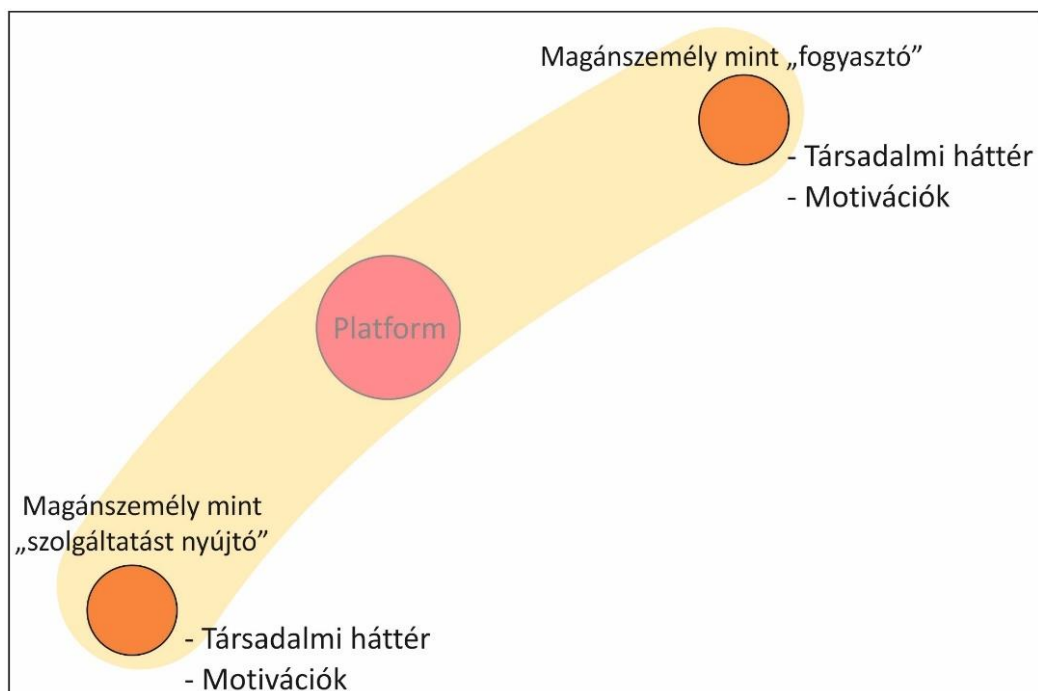 Magánszemély mint „fogyasztó”
- Társadalmi háttér
- Motivációk
Platform
Magánszemély mint
„szolgáltatást nyújtó”
- Társadalmi háttér
- Motivációk